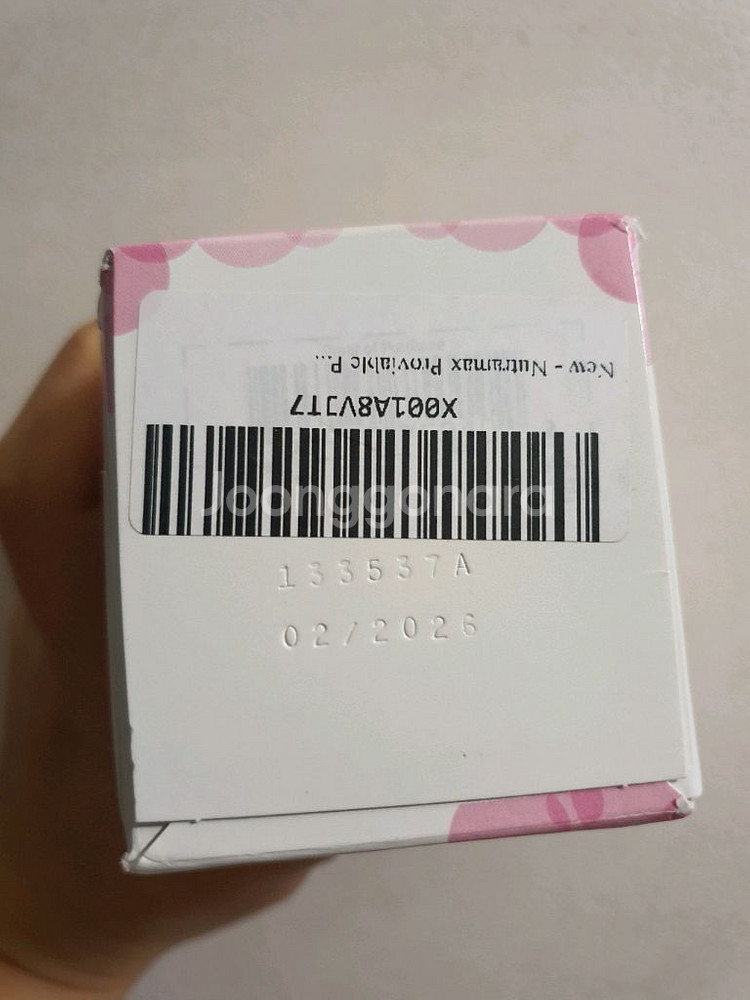 New - Nutramax Proviable P...
X001A8VJT7
Joonggonara
133537A
02/2026